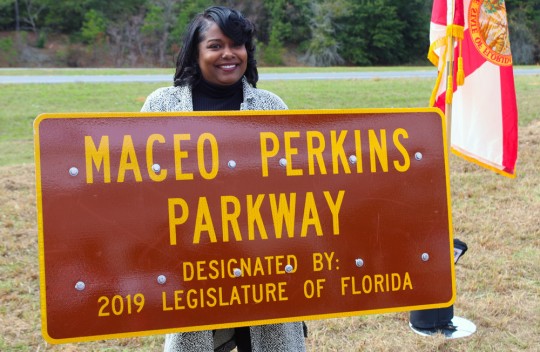 MACEO PERKINS
PARKWAY
DESIGNATED BY:
2019 LEGISLATURE OF FLORIDA